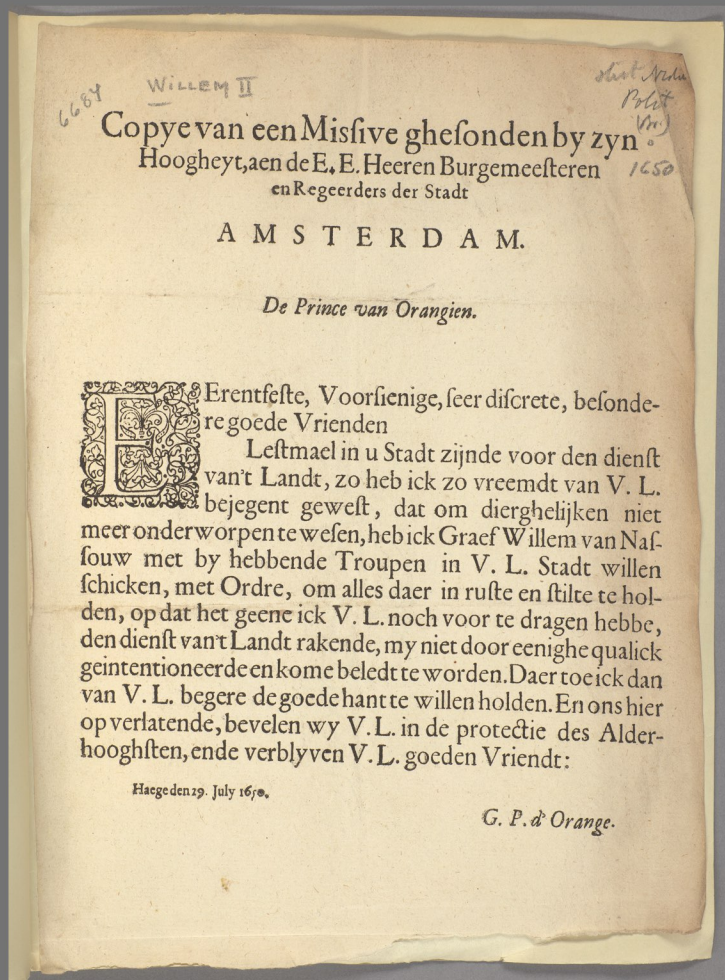 6684
WILLEM II
Polit
1650
Copye van een Missive ghesonden by zyn
Hoogheyt, aen de E. E. Heeren Burgemeesteren
en Regeerders der Stadt
AMSTERDAM.
De Prince van Orangien.
EErentfeste, Voorsienige, seer discrete, besonde-
re goede Vrienden
Lestmael in u Stadt zijnde voor den dienst
van't Landt, zo heb ick zo vreemdt van V. L.
bejegent gewest, dat om dierghelijken niet
meer onderworpen te wesen, heb ick Graef Willem van Nas-
souw met by hebbende Troupen in V. L. Stadt willen
schicken, met Ordre, om alles daer in ruste en stilte te hol-
den, op dat het geene ick V. L. noch voor te dragen hebbe,
den dienst van't Landt rakende, my niet door eenighe qualick
geintentioneerde en kome beledt te worden. Daer toe ick dan
van V. L. begere de goede hant te willen holden. En ons hier
op verlatende, bevelen wy V. L. in de protectie des Alder-
hooghsten, ende verblyven V. L. goeden Vriendt:
Haege den 29. July 1650.
G. P. d'Orange.